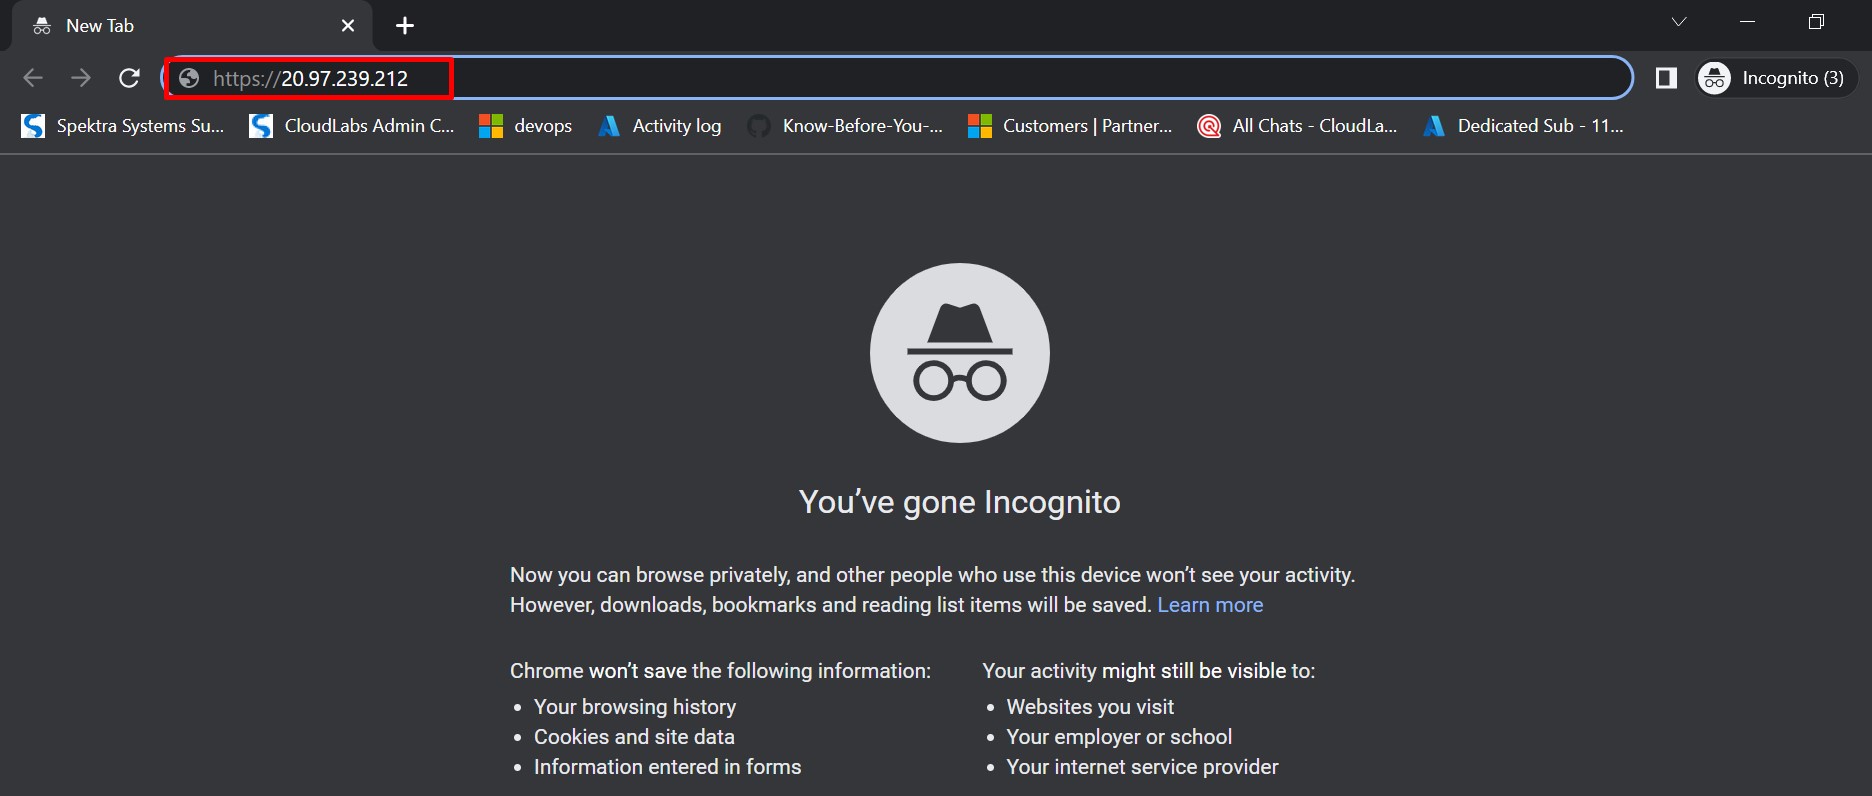 New Tab
https://20.97.239.212
Incognito (3)
Spektra Systems Su... CloudLabs Admin C... devops Activity log Know-Before-You-... Customers | Partner... All Chats - CloudLa... Dedicated Sub - 11...
You've gone Incognito
Now you can browse privately, and other people who use this device won't see your activity.
However, downloads, bookmarks and reading list items will be saved. Learn more
Chrome won't save the following information:
• Your browsing history
• Cookies and site data
• Information entered in forms
Your activity might still be visible to:
• Websites you visit
• Your employer or school
• Your internet service provider